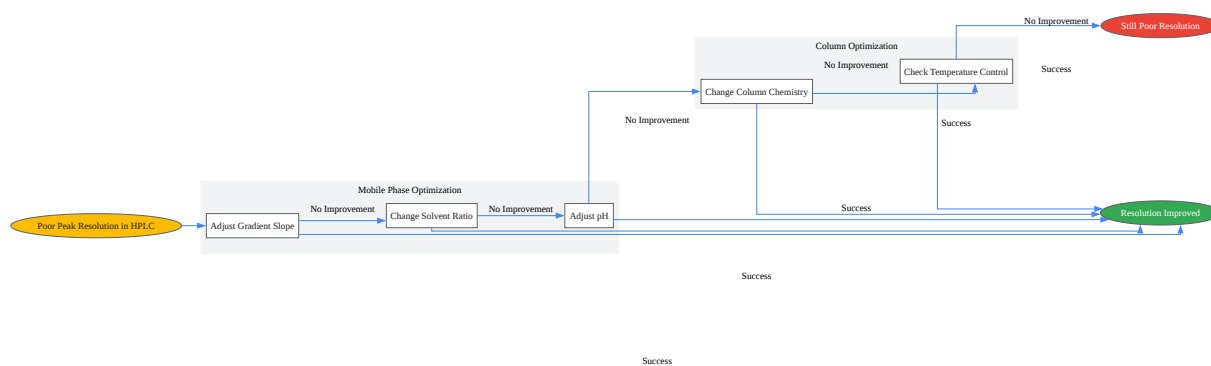 No Improvement
Still Poor Resolution
Column Optimization
No Improvement
Check Temperature Control
Success
Change Column Chemistry
No Improvement
Success
Mobile Phase Optimization
Poor Peak Resolution in HPLC
Adjust Gradient Slope
No Improvement
Change Solvent Ratio
No Improvement
Adjust pH
Success
Resolution Improved
Success
Success